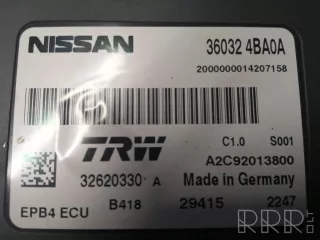 NISSAN 36032 4BA0A
2000000014207158
C1.0 S001
TRW A2C92013800
32620330 A Made in Germany
EPB4 ECU B418 29415 2247
RRR.lt